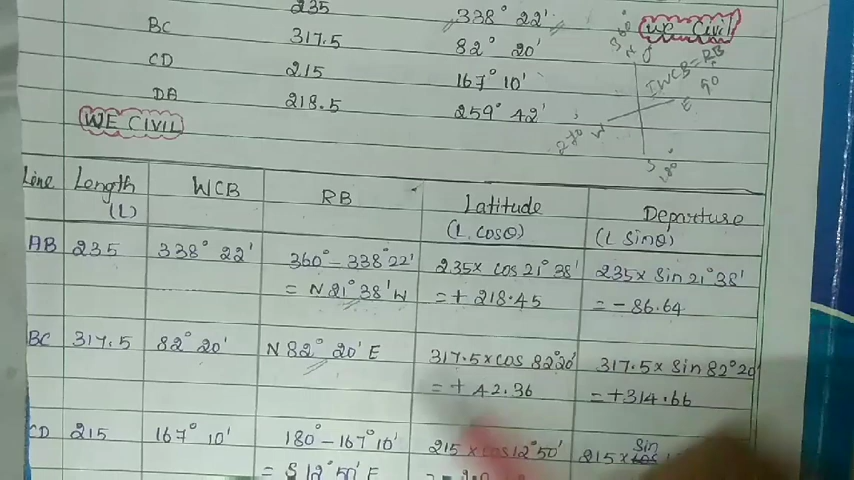 235 338° 22'
BC 317.5 82° 20'
CD 215 167° 10'
DA 218.5 259° 42'
WE CIVIL
WE Civil
360°
N 0
IWCB = RB
90
E
270° W
S
180°
Line Length (L) WCB RB Latitude (L cosθ) Departure (L sinθ)
AB 235 338° 22' 360° - 338°22' 235 x cos 21° 38' 235 x sin 21° 38'
= N 21° 38' W = + 218.45 = - 86.64
BC 317.5 82° 20' N 82° 20' E 317.5 x cos 82°20' 317.5 x sin 82° 20'
= + 42.36 = +314.66
CD 215 167° 10' 180° - 167° 10' 215 x cos 12° 50' 215 x sin
= S 12° 50' E